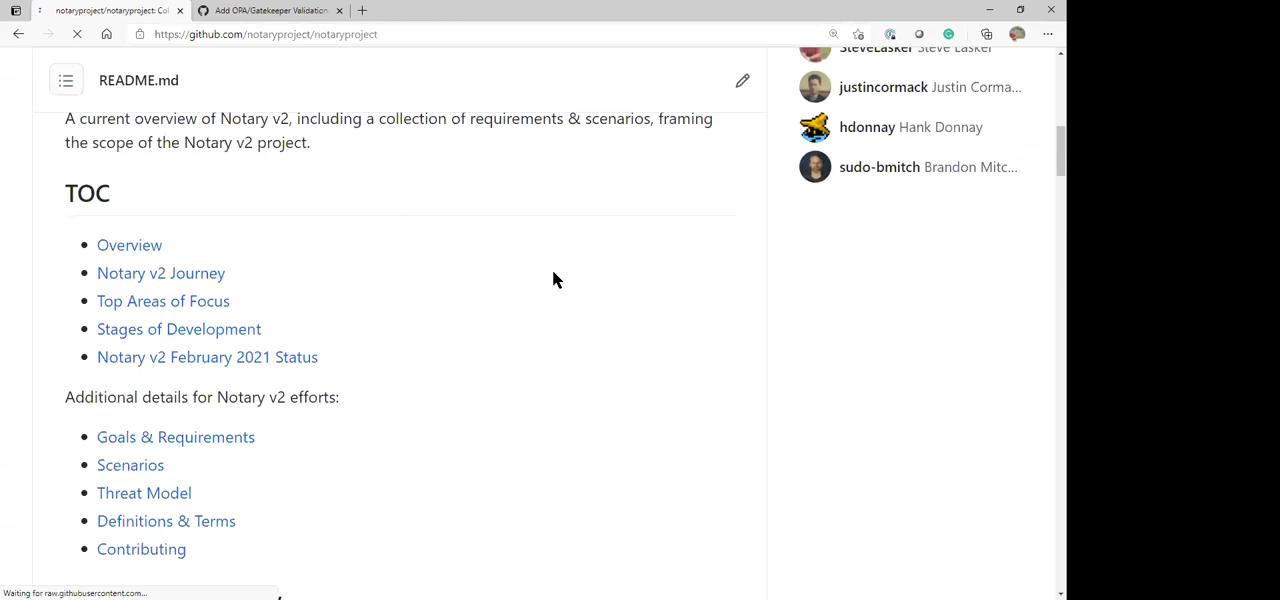 notaryproject/notaryproject: Col
Add OPA/Gatekeeper Validation
https://github.com/notaryproject/notaryproject
README.md
A current overview of Notary v2, including a collection of requirements & scenarios, framing
the scope of the Notary v2 project.
TOC
Overview
Notary v2 Journey
Top Areas of Focus
Stages of Development
Notary v2 February 2021 Status
Additional details for Notary v2 efforts:
Goals & Requirements
Scenarios
Threat Model
Definitions & Terms
Contributing
SteveLasker Steve Lasker
justincormack Justin Corma...
hdonnay Hank Donnay
sudo-bmitch Brandon Mitc...
Waiting for raw.githubusercontent.com...